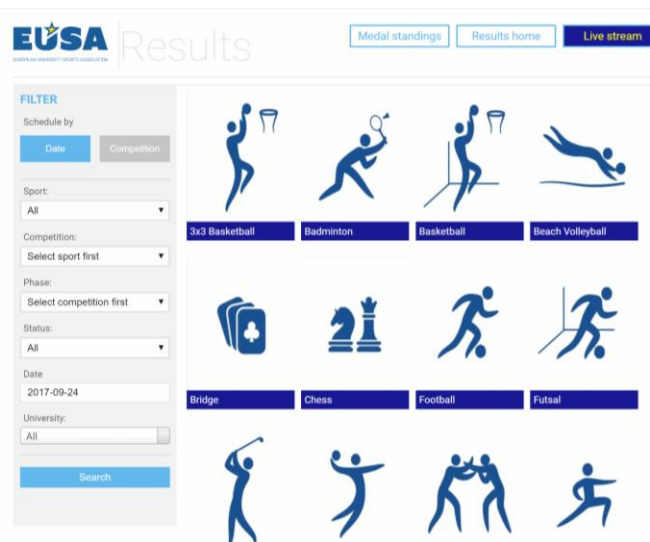 EUSA
EUROPEAN UNIVERSITY SPORTS ASSOCIATION
Results
Medal standings
Results home
Live stream
FILTER
Schedule by
Date
Competition
Sport:
All
Competition:
Select sport first
Phase:
Select competition first
Status:
All
Date
2017-09-24
University:
All
Search
3x3 Basketball
Badminton
Basketball
Beach Volleyball
Bridge
Chess
Football
Futsal